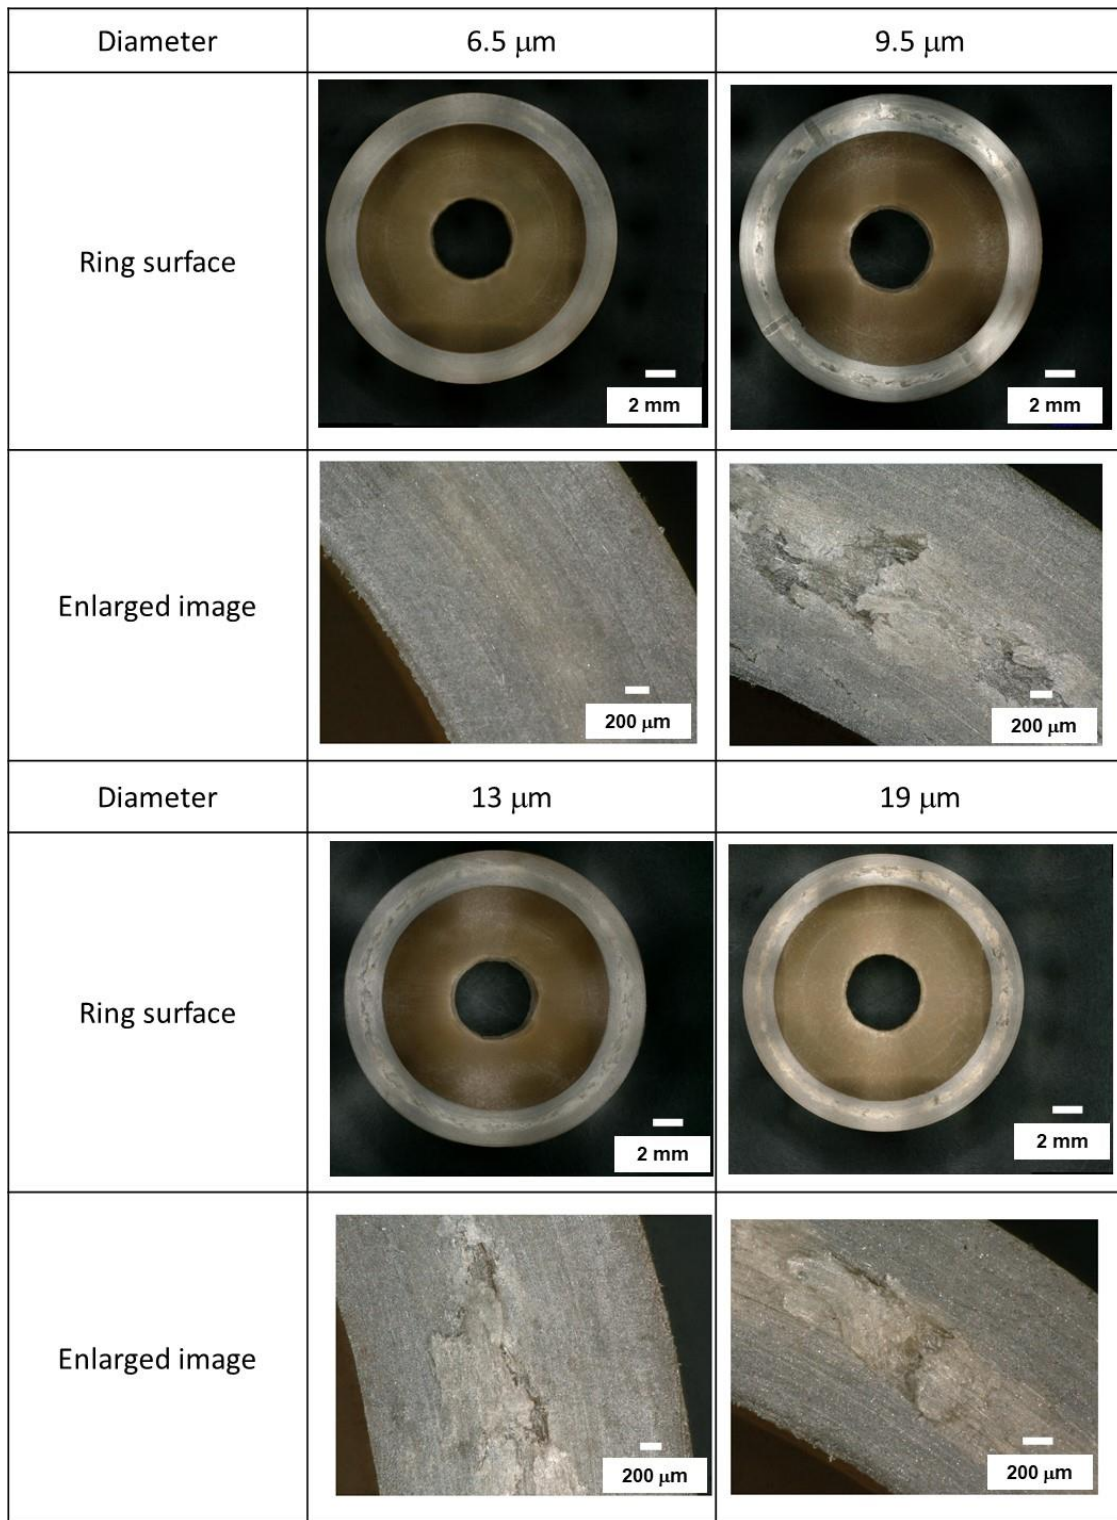 Diameter
6.5 μm
9.5 μm
Ring surface
2 mm
2 mm
Enlarged image
200 μm
200 μm
Diameter
13 μm
19 μm
Ring surface
2 mm
2 mm
Enlarged image
200 μm
200 μm